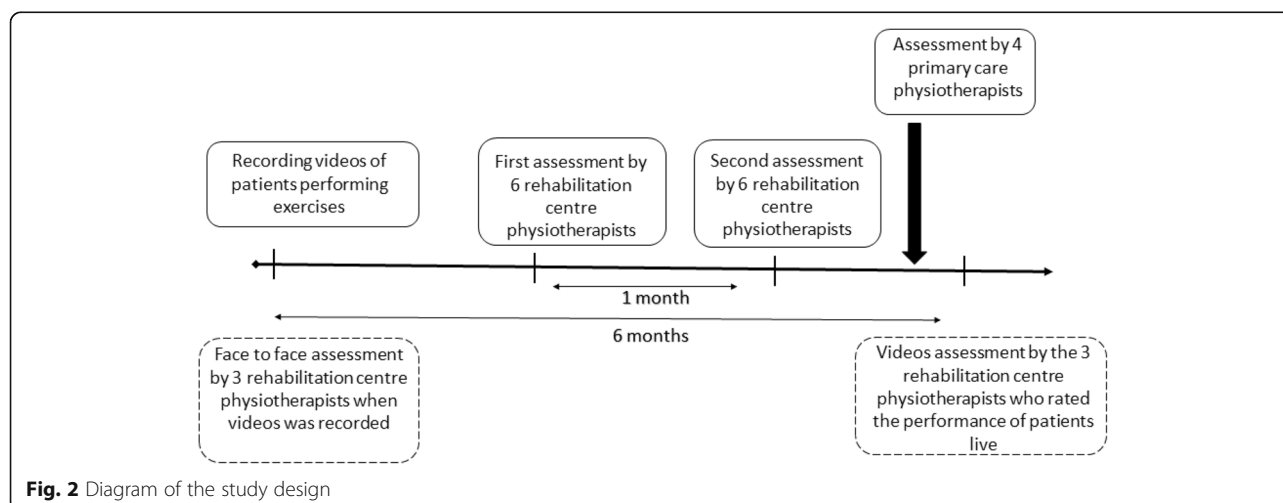 Assessment by 4
primary care
physiotherapists
Recording videos of
patients performing
exercises
First assessment by
6 rehabilitation
centre
physiotherapists
Second assessment
by 6 rehabilitation
centre
physiotherapists
1 month
6 months
Face to face assessment
by 3 rehabilitation centre
physiotherapists when
videos was recorded
Videos assessment by the 3
rehabilitation centre
physiotherapists who rated
the performance of patients
live
Fig. 2 Diagram of the study design